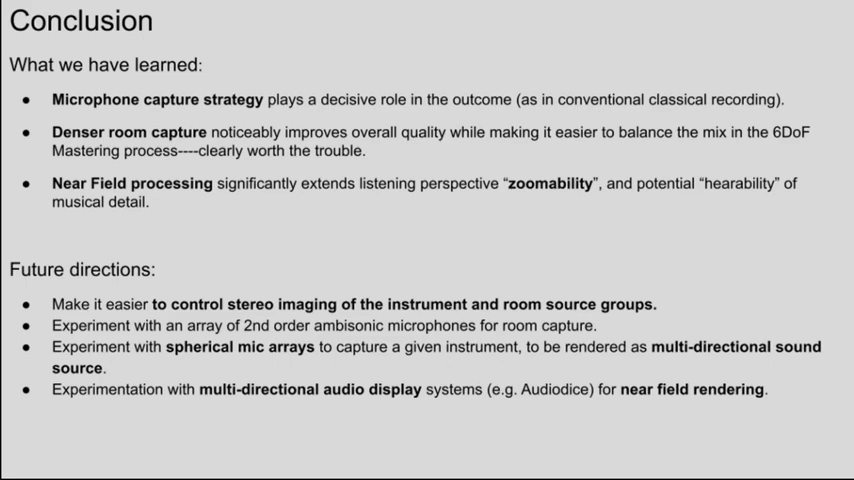 Conclusion
What we have learned:
● Microphone capture strategy plays a decisive role in the outcome (as in conventional classical recording).
● Denser room capture noticeably improves overall quality while making it easier to balance the mix in the 6DoF
Mastering process----clearly worth the trouble.
● Near Field processing significantly extends listening perspective “zoomability”, and potential “hearability” of
musical detail.
Future directions:
● Make it easier to control stereo imaging of the instrument and room source groups.
● Experiment with an array of 2nd order ambisonic microphones for room capture.
● Experiment with spherical mic arrays to capture a given instrument, to be rendered as multi-directional sound
source.
● Experimentation with multi-directional audio display systems (e.g. Audiodice) for near field rendering.